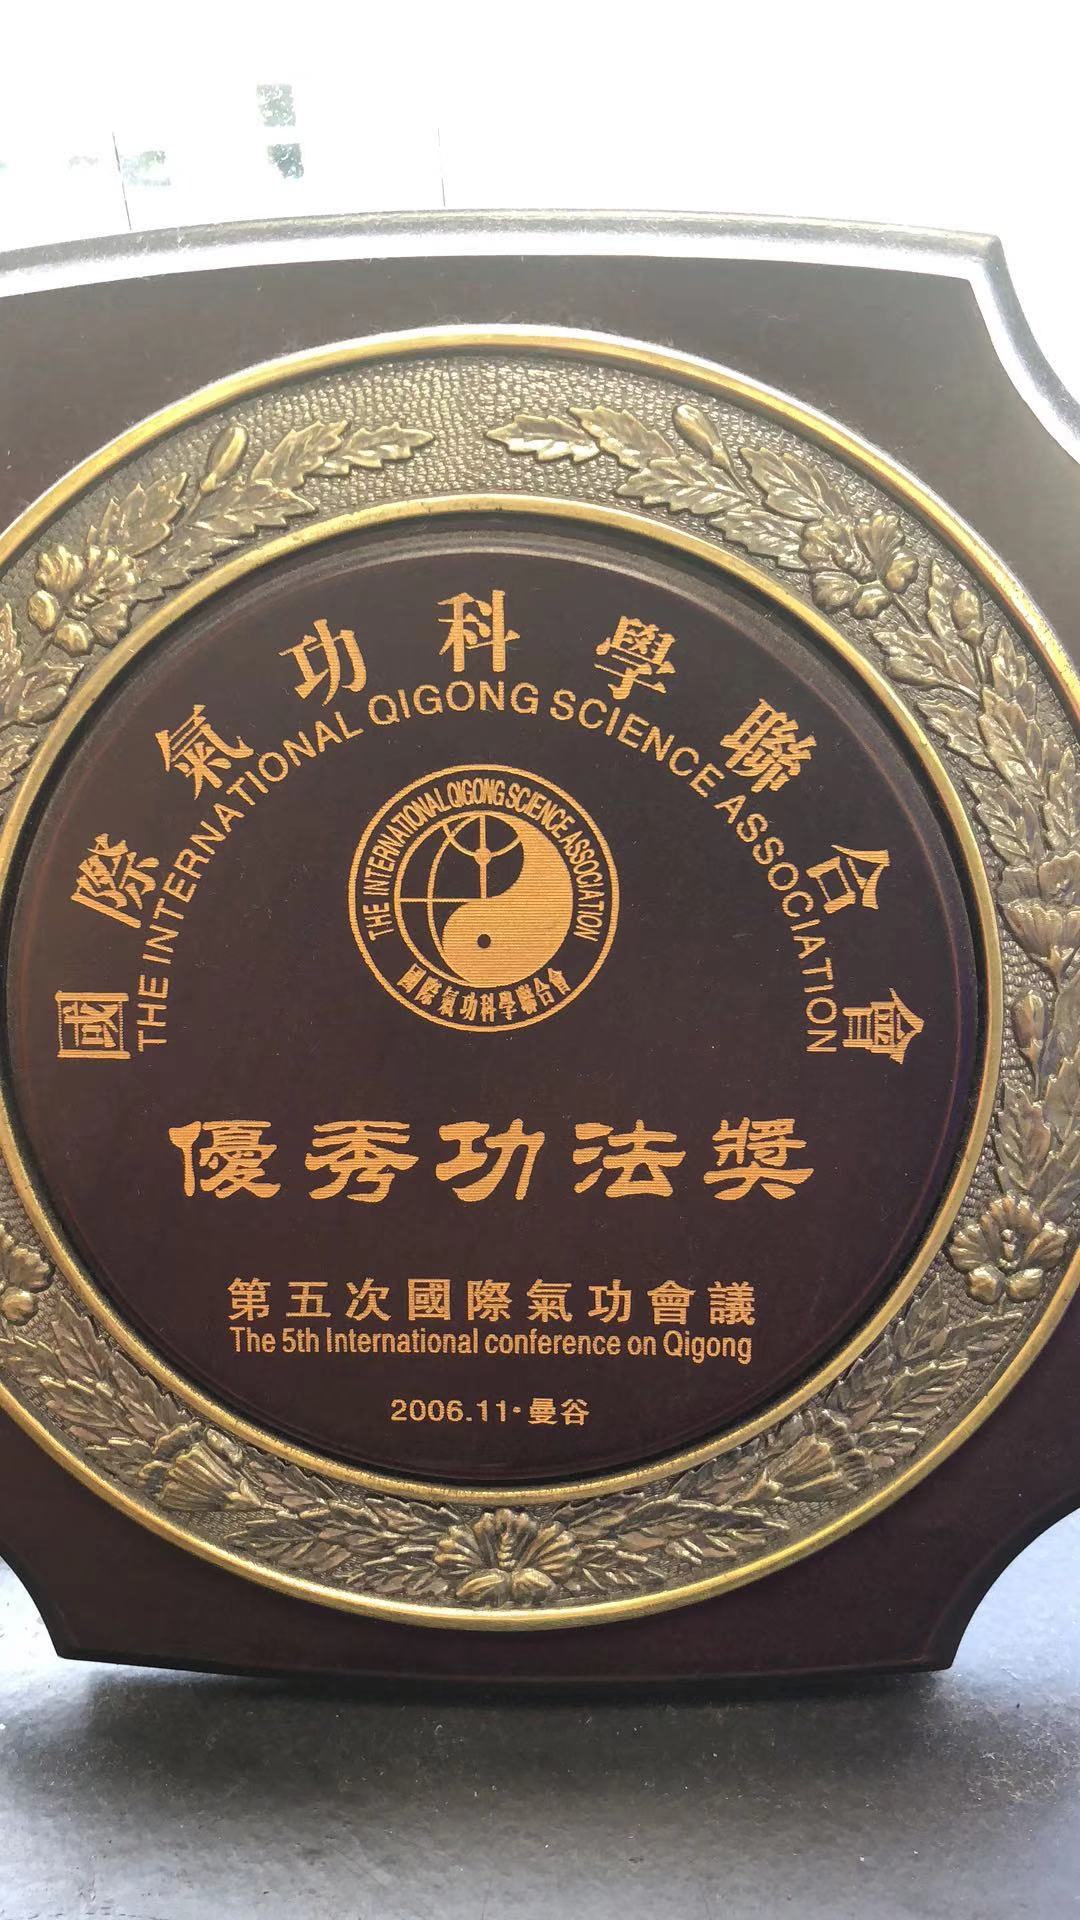 國際氣功科學聯合會
THE INTERNATIONAL QIGONG SCIENCE ASSOCIATION
THE INTERNATIONAL QIGONG SCIENCE ASSOCIATION
國際氣功科學聯合會
優秀功法獎
第五次國際氣功會議
The 5th International conference on Qigong
2006.11·曼谷